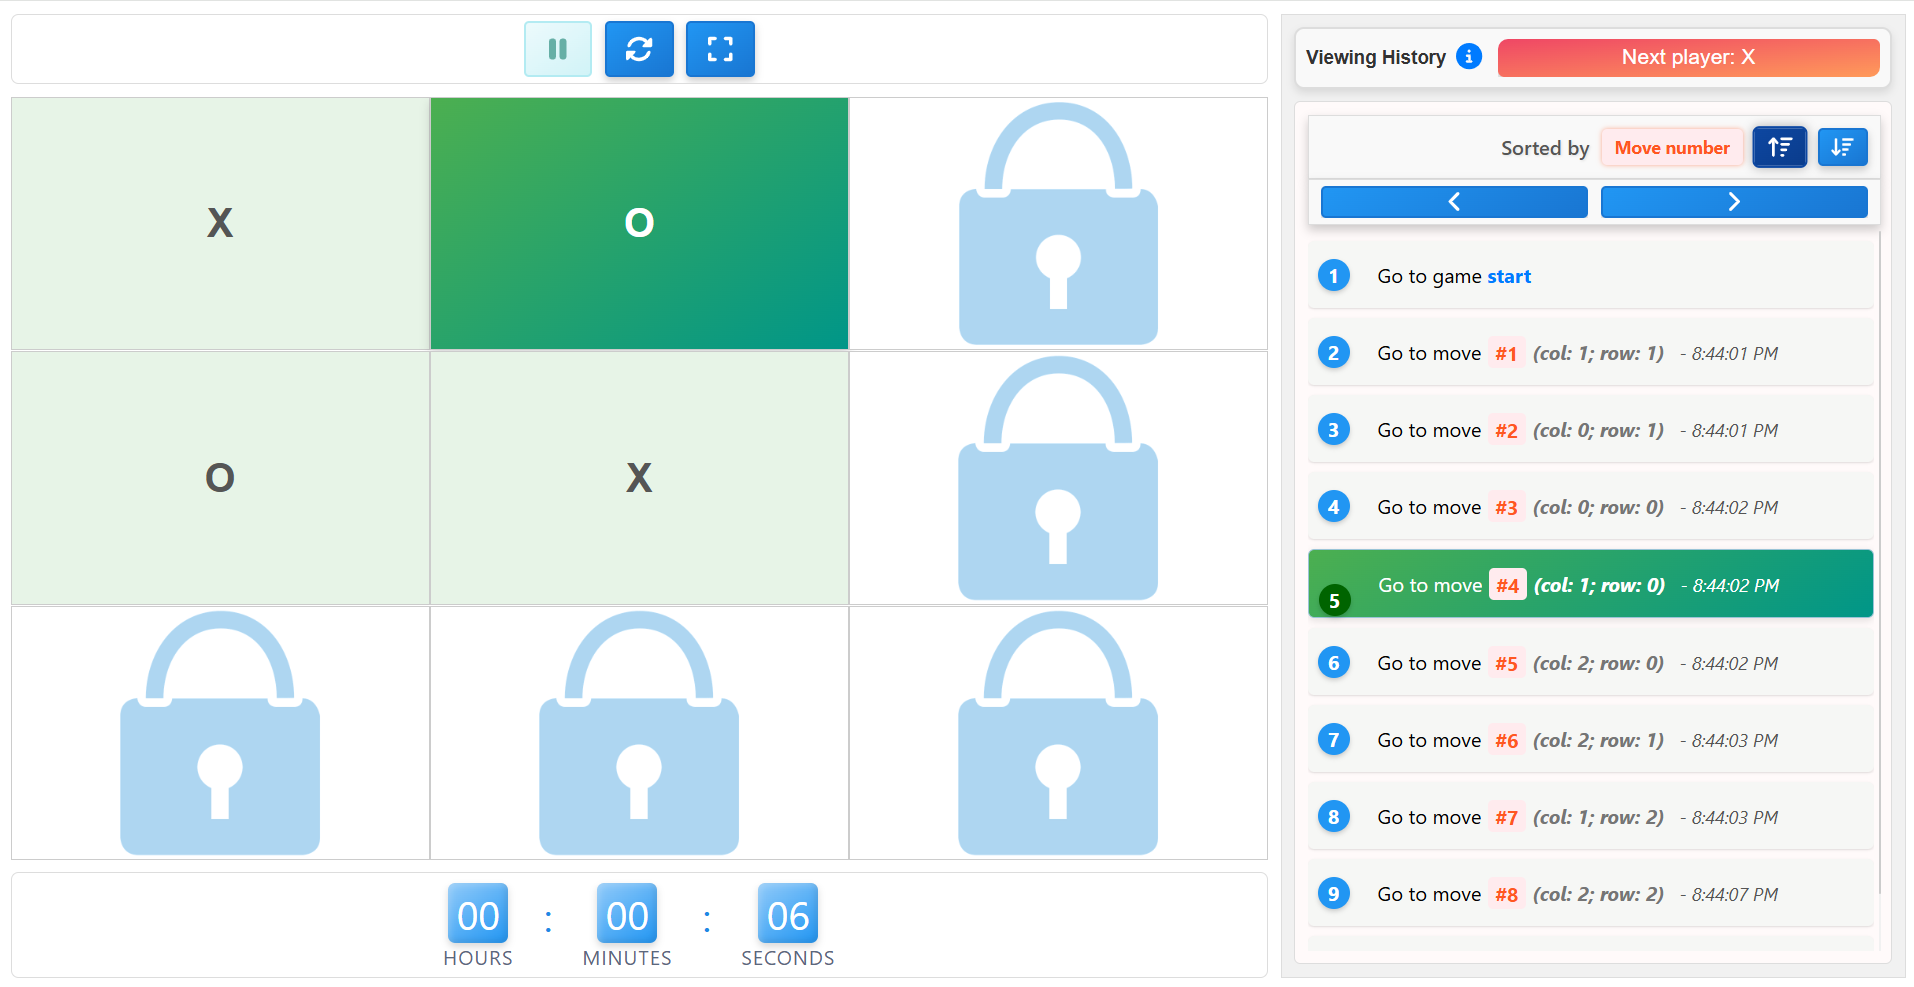 Viewing History
Next player: X
X
O
O
X
00 : 00 : 06
HOURS MINUTES SECONDS
Sorted by Move number
1 Go to game start
2 Go to move #1 (col: 1; row: 1) - 8:44:01 PM
3 Go to move #2 (col: 0; row: 1) - 8:44:01 PM
4 Go to move #3 (col: 0; row: 0) - 8:44:02 PM
5 Go to move #4 (col: 1; row: 0) - 8:44:02 PM
6 Go to move #5 (col: 2; row: 0) - 8:44:02 PM
7 Go to move #6 (col: 2; row: 1) - 8:44:03 PM
8 Go to move #7 (col: 1; row: 2) - 8:44:03 PM
9 Go to move #8 (col: 2; row: 2) - 8:44:07 PM